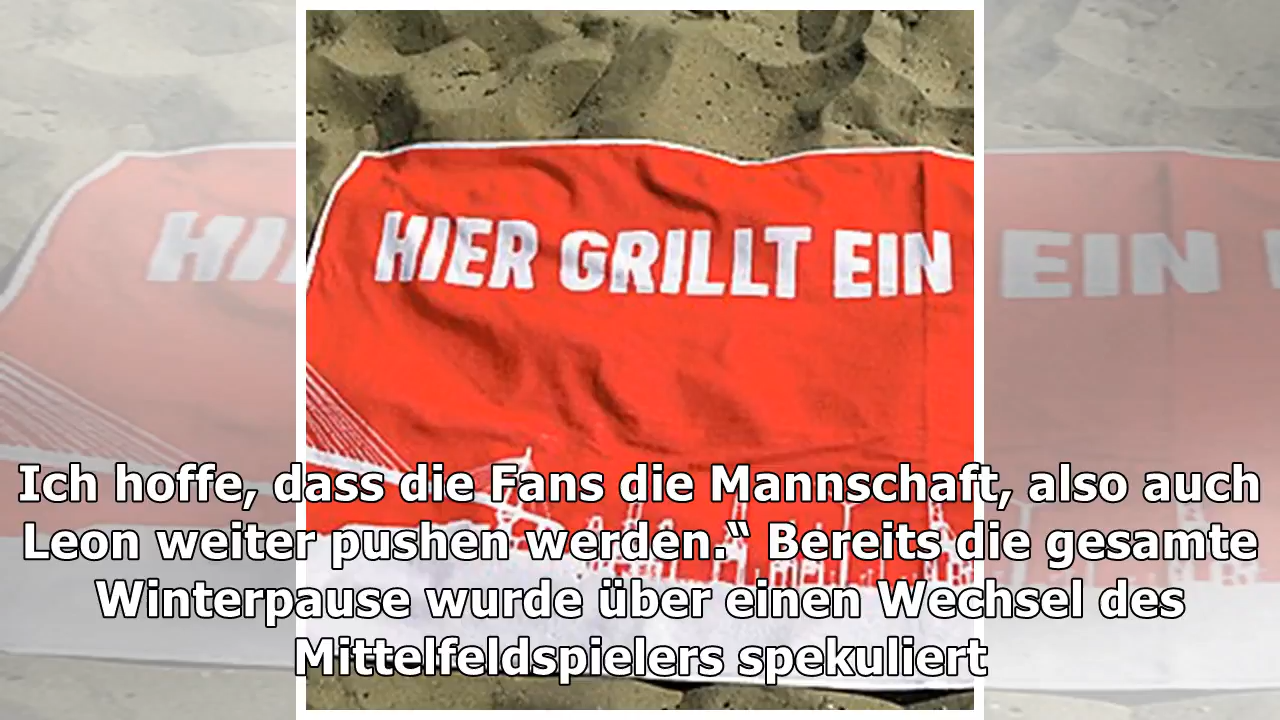 HIER GRILLT EIN
Ich hoffe, dass die Fans die Mannschaft, also auch
Leon weiter pushen werden.“ Bereits die gesamte
Winterpause wurde über einen Wechsel des
Mittelfeldspielers spekuliert